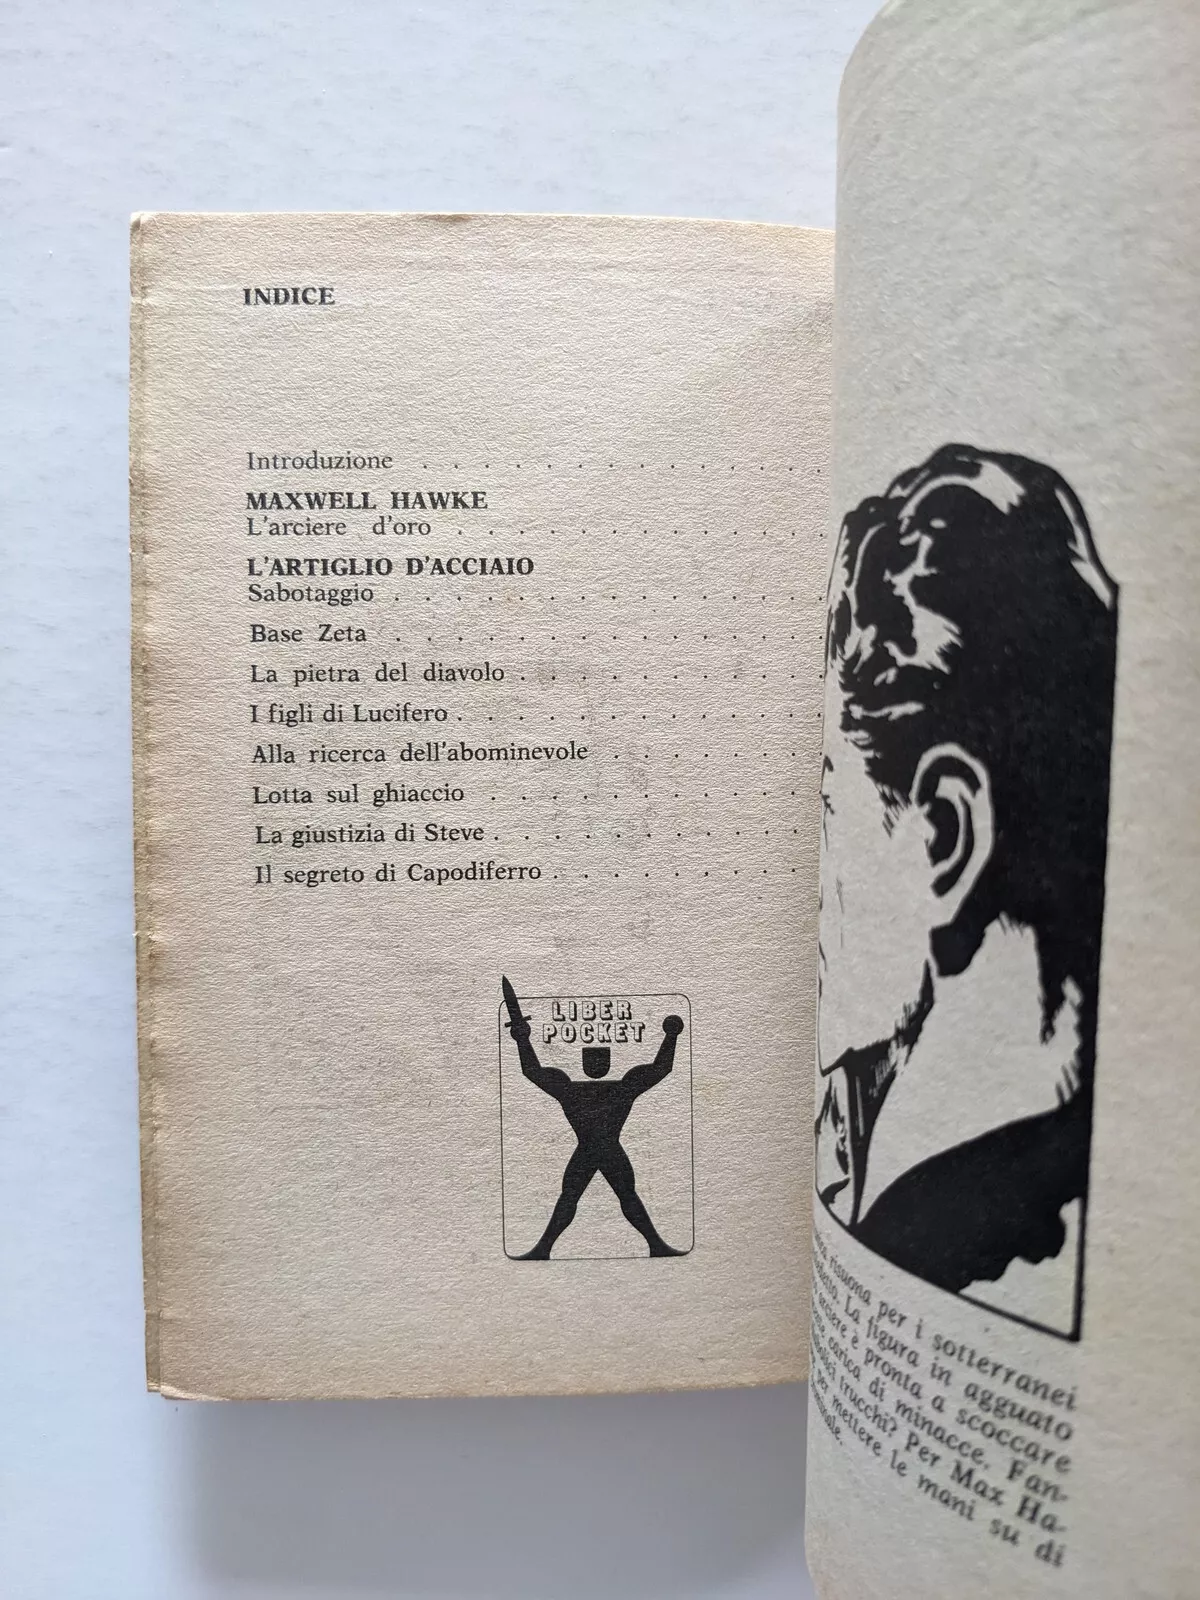 INDICE
Introduzione . . . . . . . . . . . . . .
MAXWELL HAWKE
L'arciere d'oro . . . . . . . . . . . . .
L'ARTIGLIO D'ACCIAIO
Sabotaggio . . . . . . . . . . . . . . .
Base Zeta . . . . . . . . . . . . . . .
La pietra del diavolo . . . . . . . . . . .
I figli di Lucifero . . . . . . . . . . . . .
Alla ricerca dell'abominevole . . . . . . . .
Lotta sul ghiaccio . . . . . . . . . . . .
La giustizia di Steve . . . . . . . . . . . .
Il segreto di Capodiferro . . . . . . . . . .
LIBER
POCKET
risuona per i sotterranei
La figura in agguato
arciere è pronta a scoccare
carica di minacce. Fan-
trucchi? Per Max Ha-
per mettere le mani su di